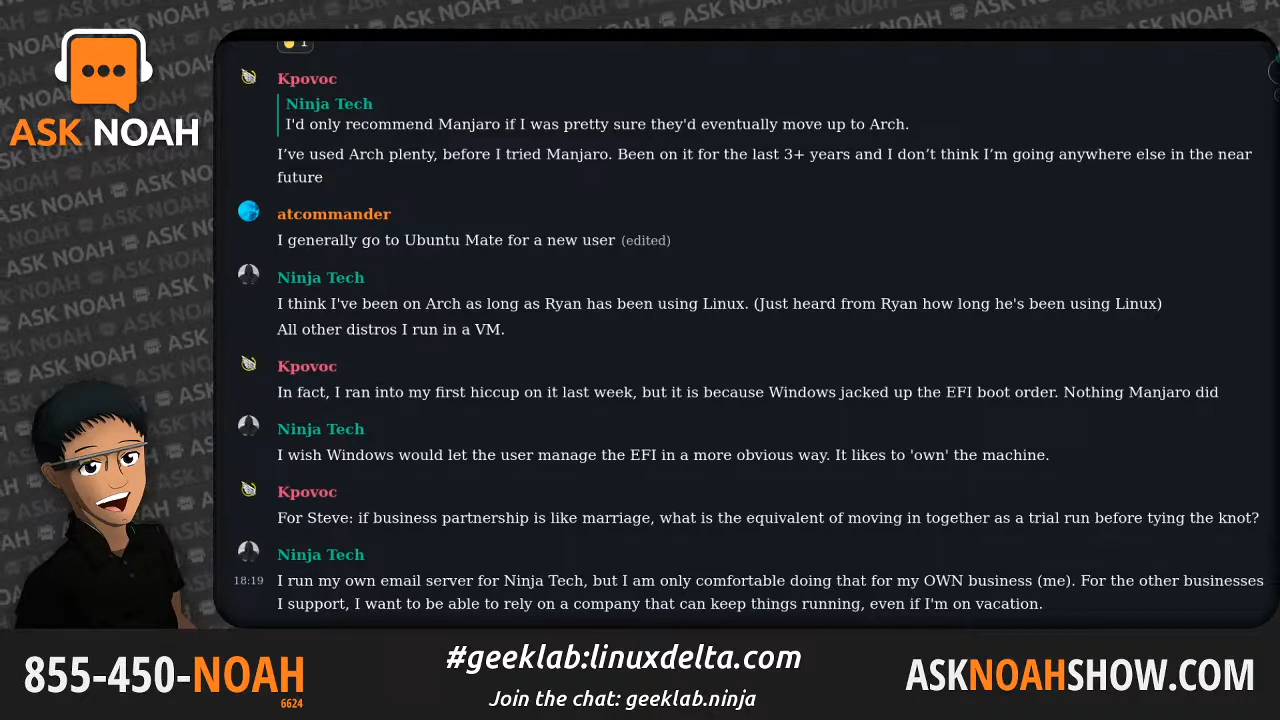 ASK NOAH
1
Kpovoc
Ninja Tech
I'd only recommend Manjaro if I was pretty sure they'd eventually move up to Arch.
I’ve used Arch plenty, before I tried Manjaro. Been on it for the last 3+ years and I don’t think I’m going anywhere else in the near
future
atcommander
I generally go to Ubuntu Mate for a new user (edited)
Ninja Tech
I think I've been on Arch as long as Ryan has been using Linux. (Just heard from Ryan how long he's been using Linux)
All other distros I run in a VM.
Kpovoc
In fact, I ran into my first hiccup on it last week, but it is because Windows jacked up the EFI boot order. Nothing Manjaro did
Ninja Tech
I wish Windows would let the user manage the EFI in a more obvious way. It likes to 'own' the machine.
Kpovoc
For Steve: if business partnership is like marriage, what is the equivalent of moving in together as a trial run before tying the knot?
Ninja Tech
18:19 I run my own email server for Ninja Tech, but I am only comfortable doing that for my OWN business (me). For the other businesses
I support, I want to be able to rely on a company that can keep things running, even if I'm on vacation.
855-450-NOAH
6624
#geeklab:linuxdelta.com
Join the chat: geeklab.ninja
ASKNOAHSHOW.COM